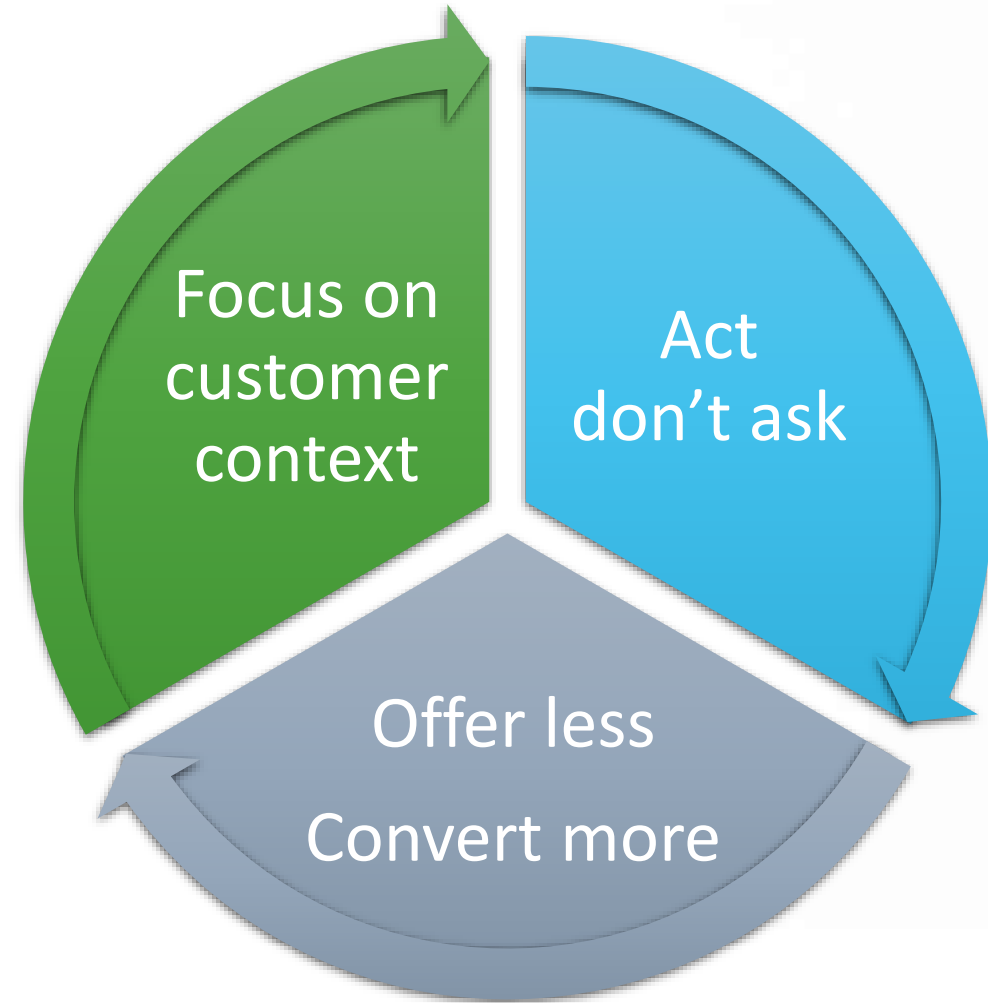 Focus on
customer
context
Act
don’t ask
Offer less
Convert more